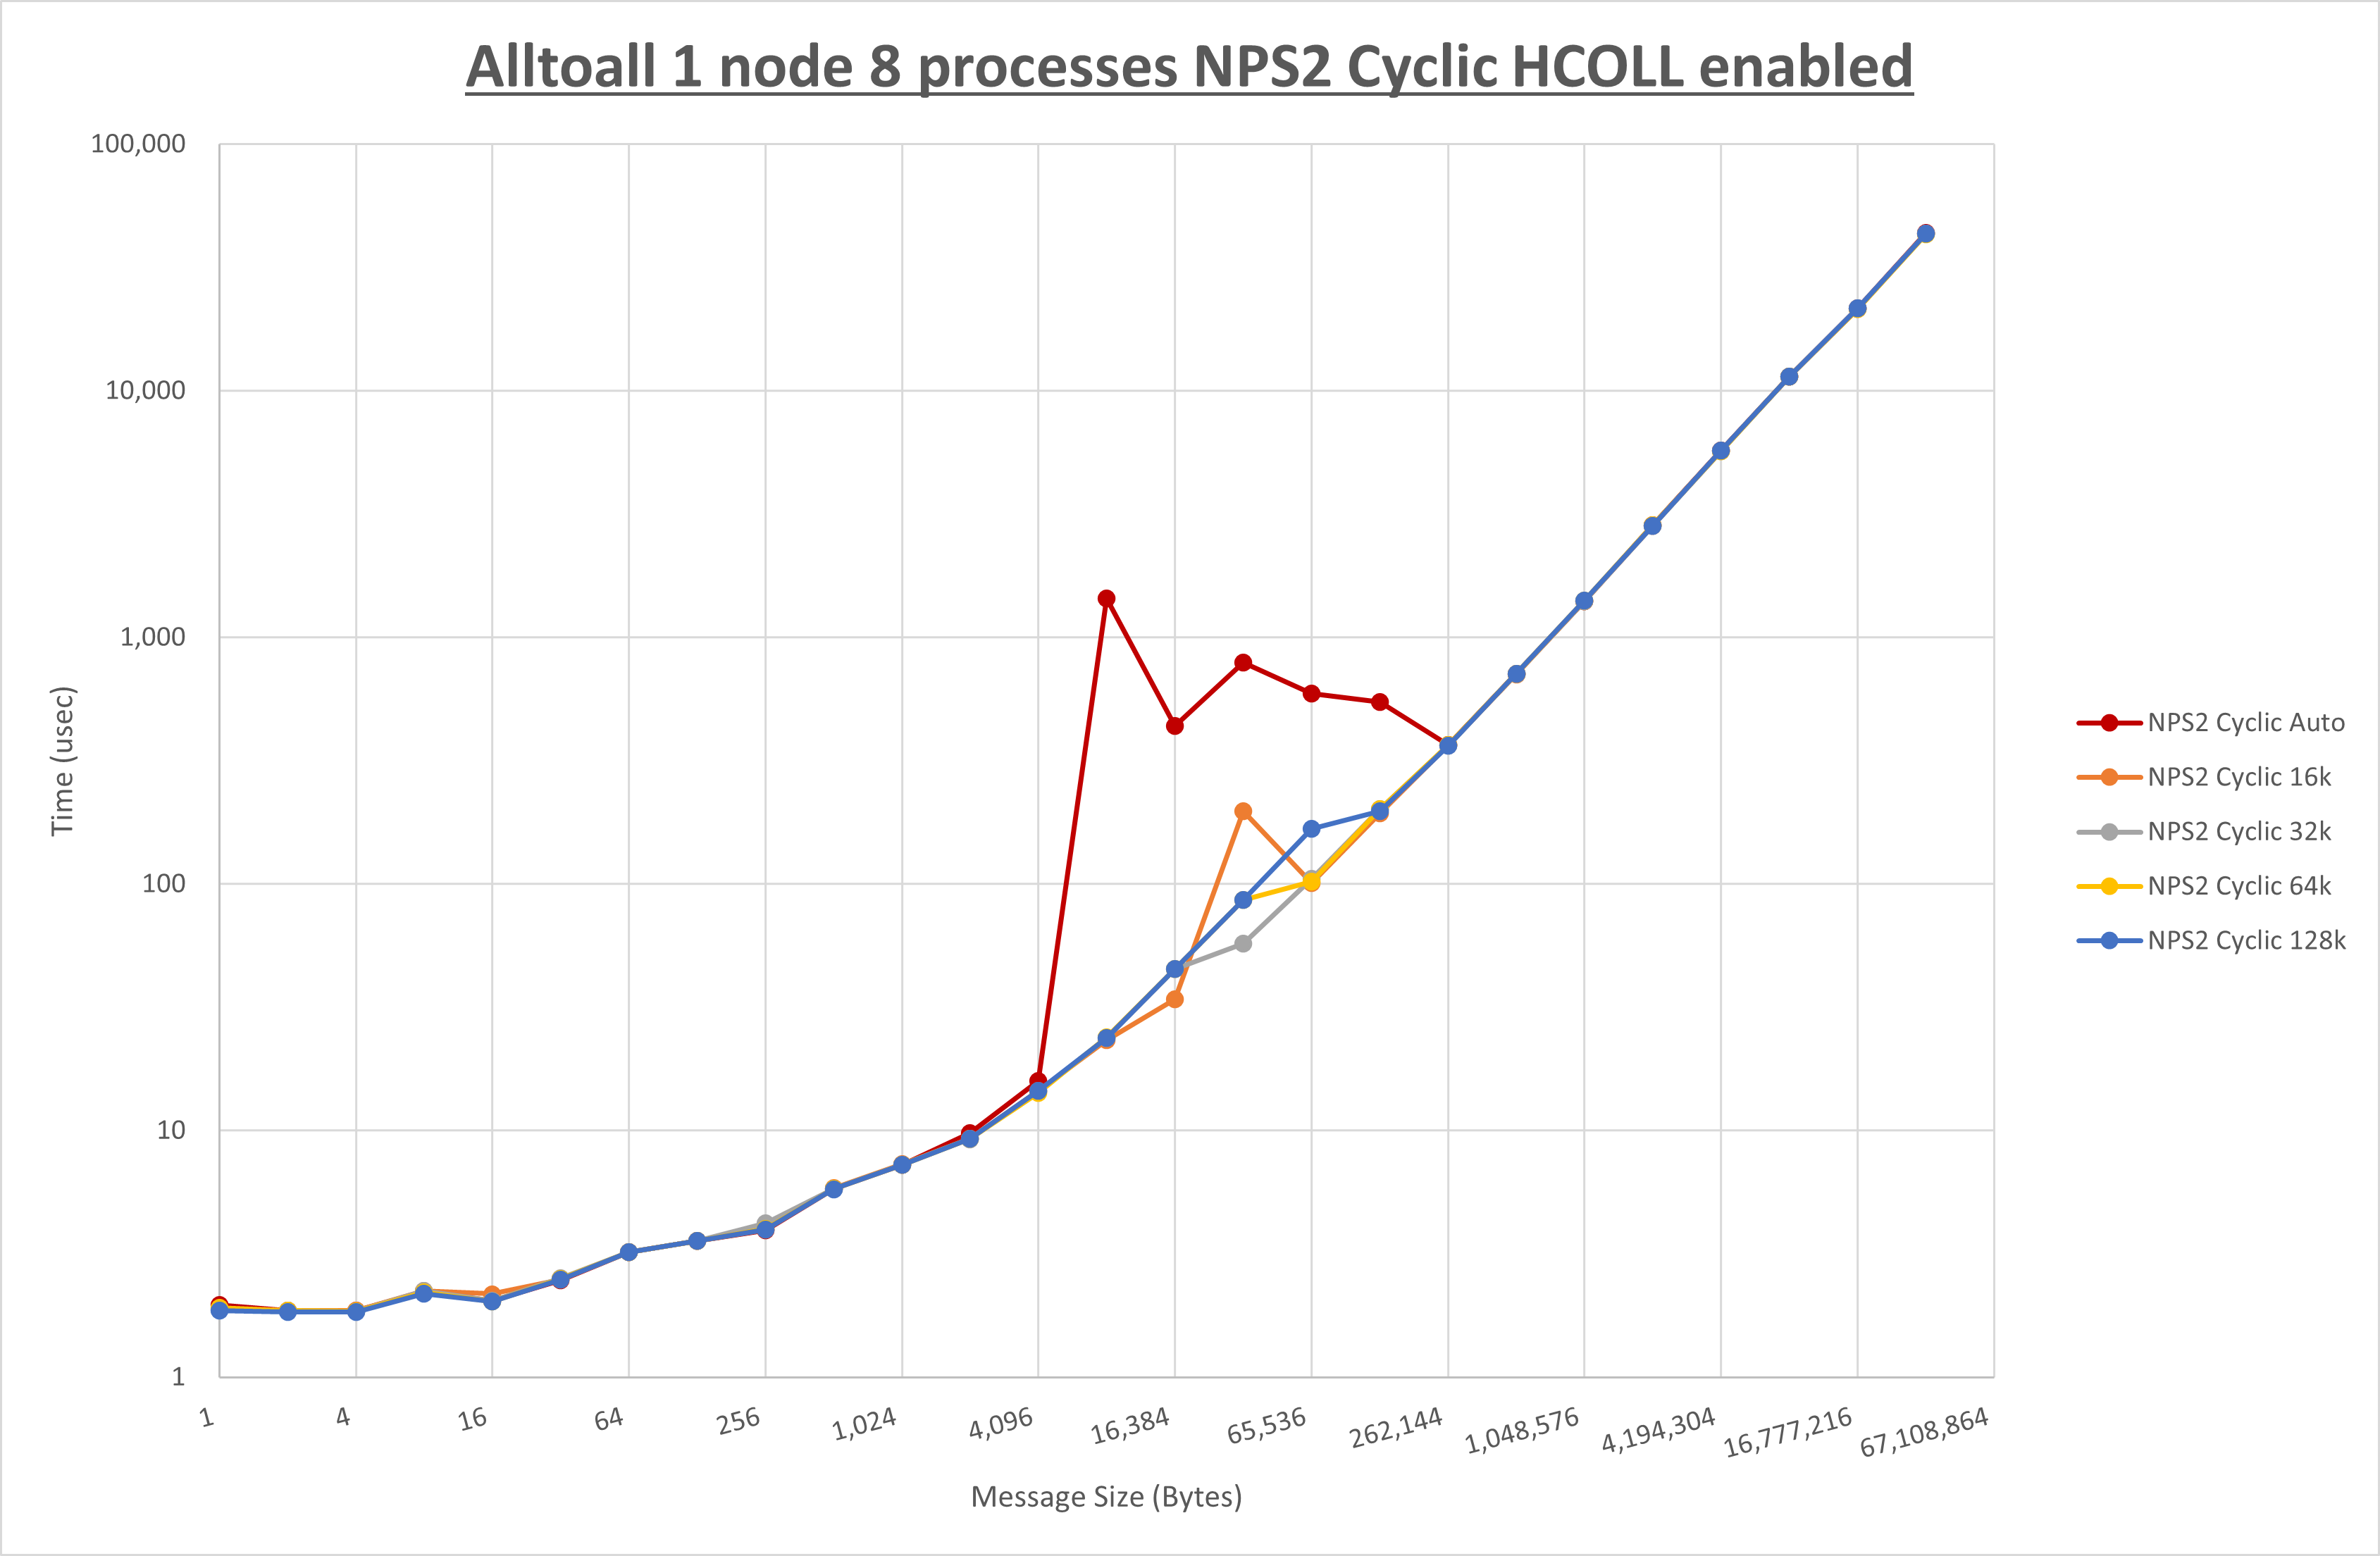 Alltoall 1 node 8 processes NPS2 Cyclic HCOLL enabled
100,000
10,000
1,000
100
10
1
Time (usec)
1
4
16
64
256
1,024
4,096
16,384
65,536
262,144
1,048,576
4,194,304
16,777,216
67,108,864
Message Size (Bytes)
NPS2 Cyclic Auto
NPS2 Cyclic 16k
NPS2 Cyclic 32k
NPS2 Cyclic 64k
NPS2 Cyclic 128k